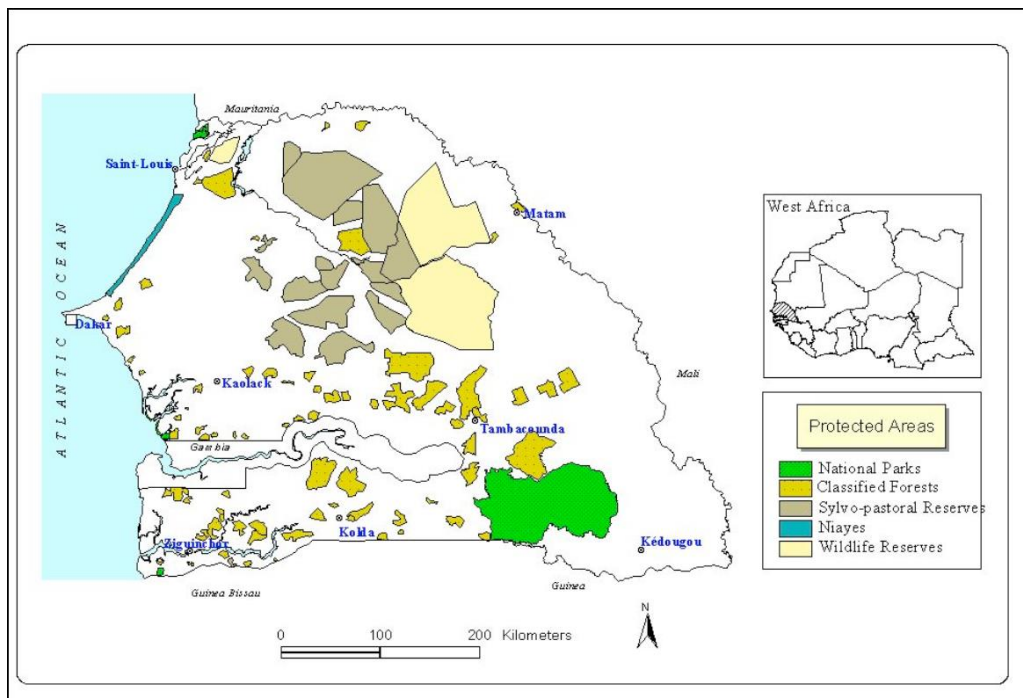 Mauritania
Saint-Louis
Matam
ATLANTIC OCEAN
Dakar
Kaolack
Mali
Tambacounda
Gambia
Kolda
Ziguinchor
Kédougou
Guinea Bissau
Guinea
N
0 100 200 Kilometers
West Africa
Protected Areas
National Parks
Classified Forests
Sylvo-pastoral Reserves
Niayes
Wildlife Reserves